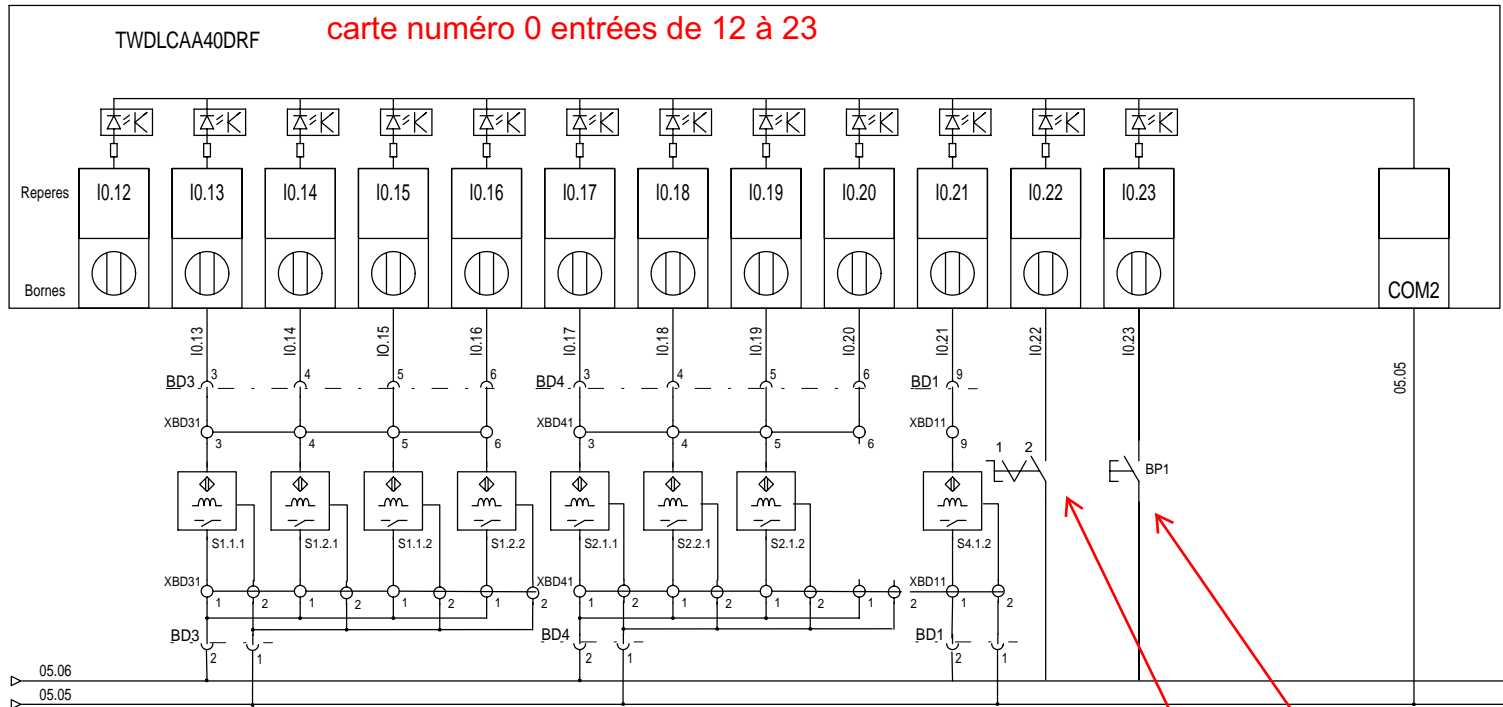 carte numéro 0 entrées de 12 à 23
TWDLCAA40DRF
Reperes I0.12 I0.13 I0.14 I0.15 I0.16 I0.17 I0.18 I0.19 I0.20 I0.21 I0.22 I0.23
Bornes COM2
I0.13 I0.14 IO.15 I0.16 I0.17 I0.18 I0.19 I0.20 I0.21 I0.22 I0.23 05.05
BD3 3 4 5 6 BD4 3 4 5 6 BD1 9
XBD31 XBD41 XBD11
3 4 5 6 3 4 5 6 9
1 2 BP1
S1.1.1 S1.2.1 S1.1.2 S1.2.2 S2.1.1 S2.2.1 S2.1.2 S4.1.2
XBD31 XBD41 XBD11
1 2 1 2 1 2 1 2 1 2 1 2 1 2 1 2 1 2
BD3 BD4 BD1
2 1 2 1 2 1
05.06
05.05